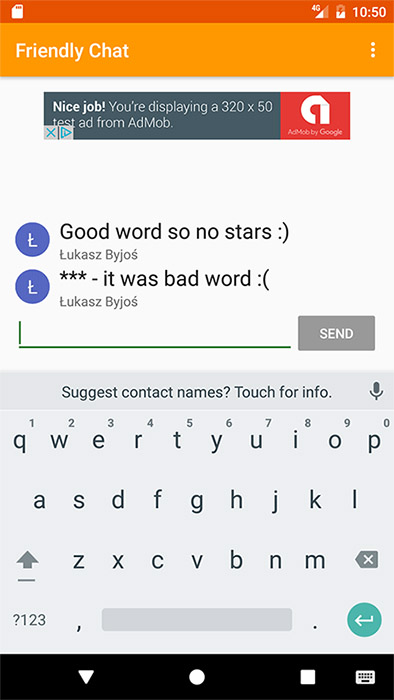 4G 10:50
Friendly Chat
Nice job! You're displaying a 320 x 50
test ad from AdMob.
AdMob by Google
Ł Good word so no stars :)
Łukasz Byjoś
Ł *** - it was bad word :(
Łukasz Byjoś
SEND
Suggest contact names? Touch for info.
1 2 3 4 5 6 7 8 9 0
q w e r t y u i o p
a s d f g h j k l
z x c v b n m
?123 , .